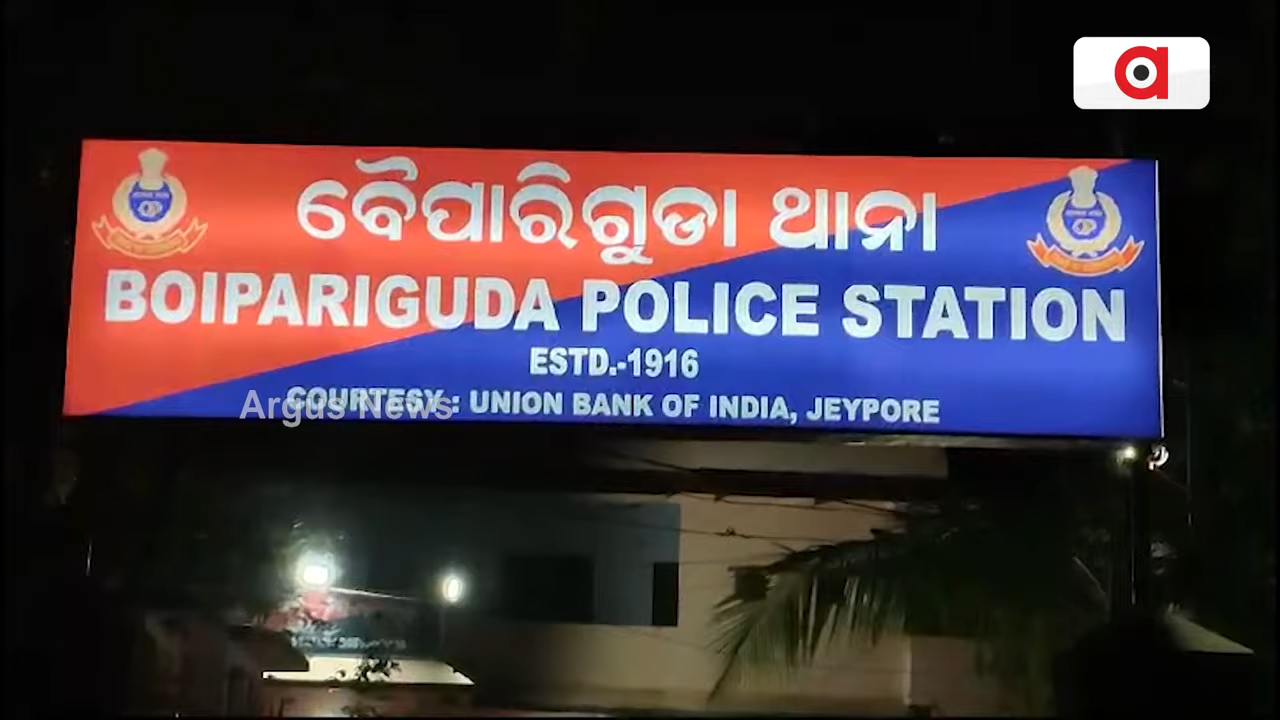 ବୈପାରିଗୁଡା ଥାନା
BOIPARIGUDA POLICE STATION
ESTD.-1916
COURTESY : UNION BANK OF INDIA, JEYPORE
Argus News